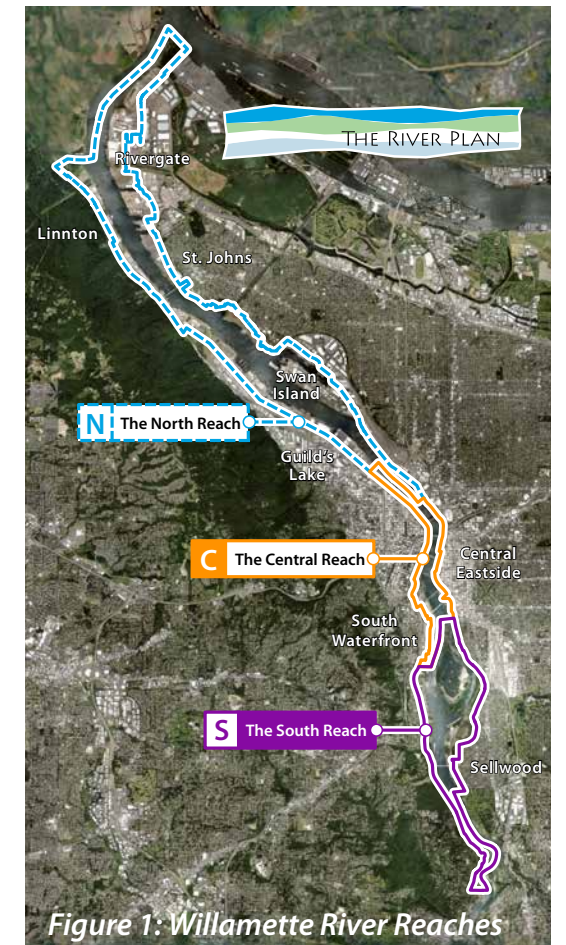 THE RIVER PLAN
Rivergate
Linnton
St. Johns
Swan
Island
N The North Reach
Guild's
Lake
C The Central Reach
Central
Eastside
South
Waterfront
S The South Reach
Sellwood
Figure 1: Willamette River Reaches